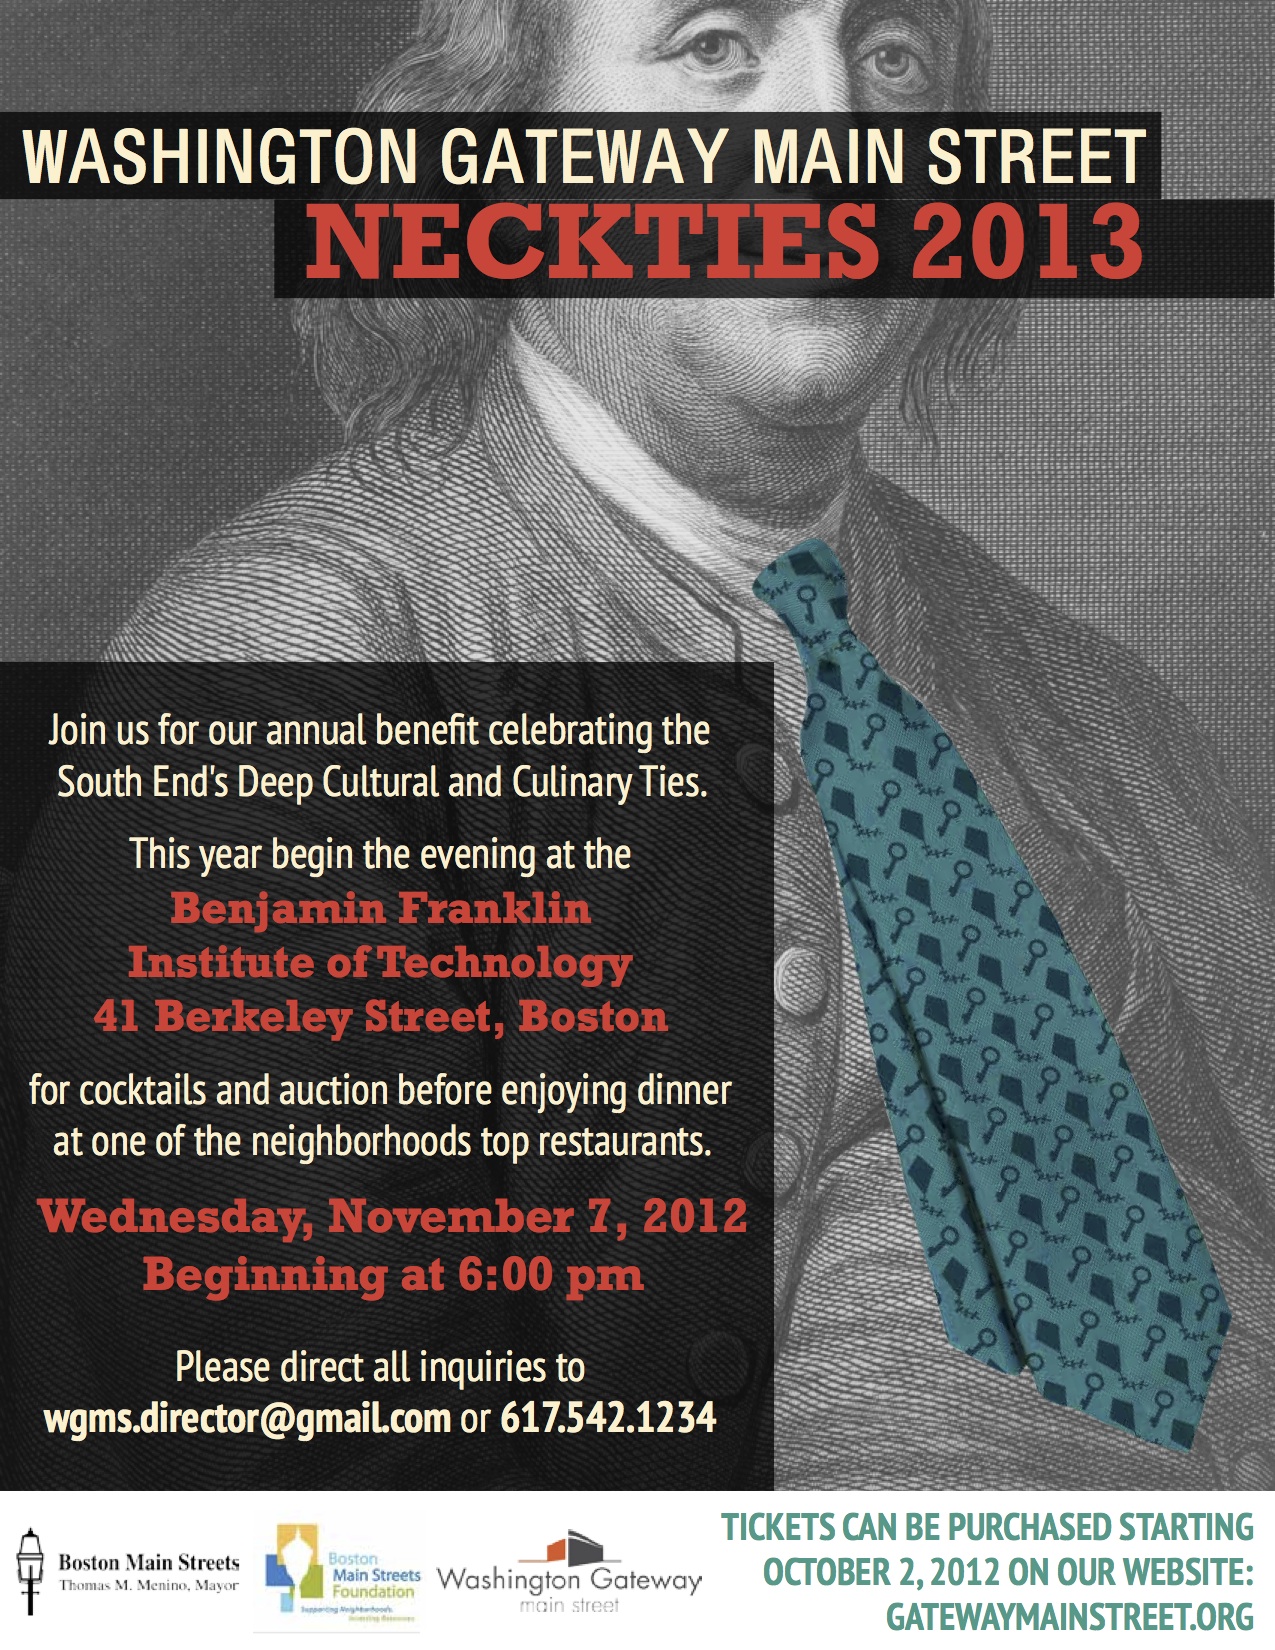 WASHINGTON GATEWAY MAIN STREET
NECKTIES 2013
Join us for our annual benefit celebrating the
South End's Deep Cultural and Culinary Ties.
This year begin the evening at the
Benjamin Franklin
Institute of Technology
41 Berkeley Street, Boston
for cocktails and auction before enjoying dinner
at one of the neighborhoods top restaurants.
Wednesday, November 7, 2012
Beginning at 6:00 pm
Please direct all inquiries to
wgms.director@gmail.com or 617.542.1234
Boston Main Streets
Thomas M. Menino, Mayor
Boston
Main Streets
Foundation
Supporting Neighborhoods.
Investing Resources
Washington Gateway
main street
TICKETS CAN BE PURCHASED STARTING
OCTOBER 2, 2012 ON OUR WEBSITE:
GATEWAYMAINSTREET.ORG